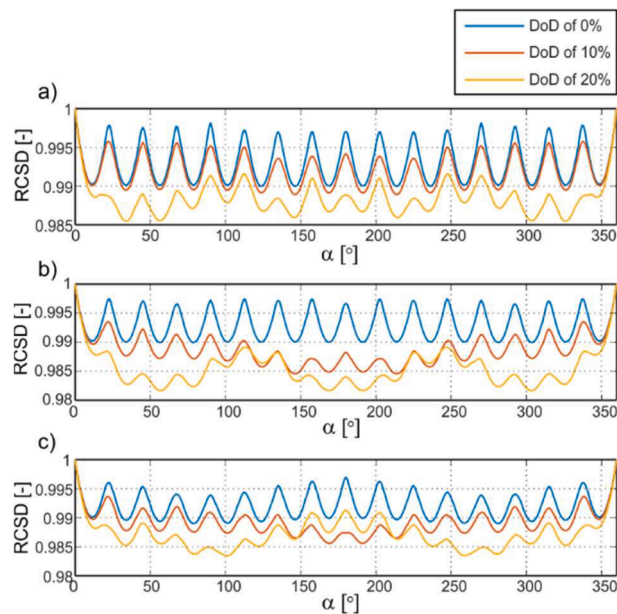 DoD of 0%
DoD of 10%
DoD of 20%
a)
1
0.995
0.99
0.985
RCSD [-]
0 50 100 150 200 250 300 350
α [°]
b)
1
0.995
0.99
0.985
0.98
RCSD [-]
0 50 100 150 200 250 300 350
α [°]
c)
1
0.995
0.99
0.985
0.98
RCSD [-]
0 50 100 150 200 250 300 350
α [°]